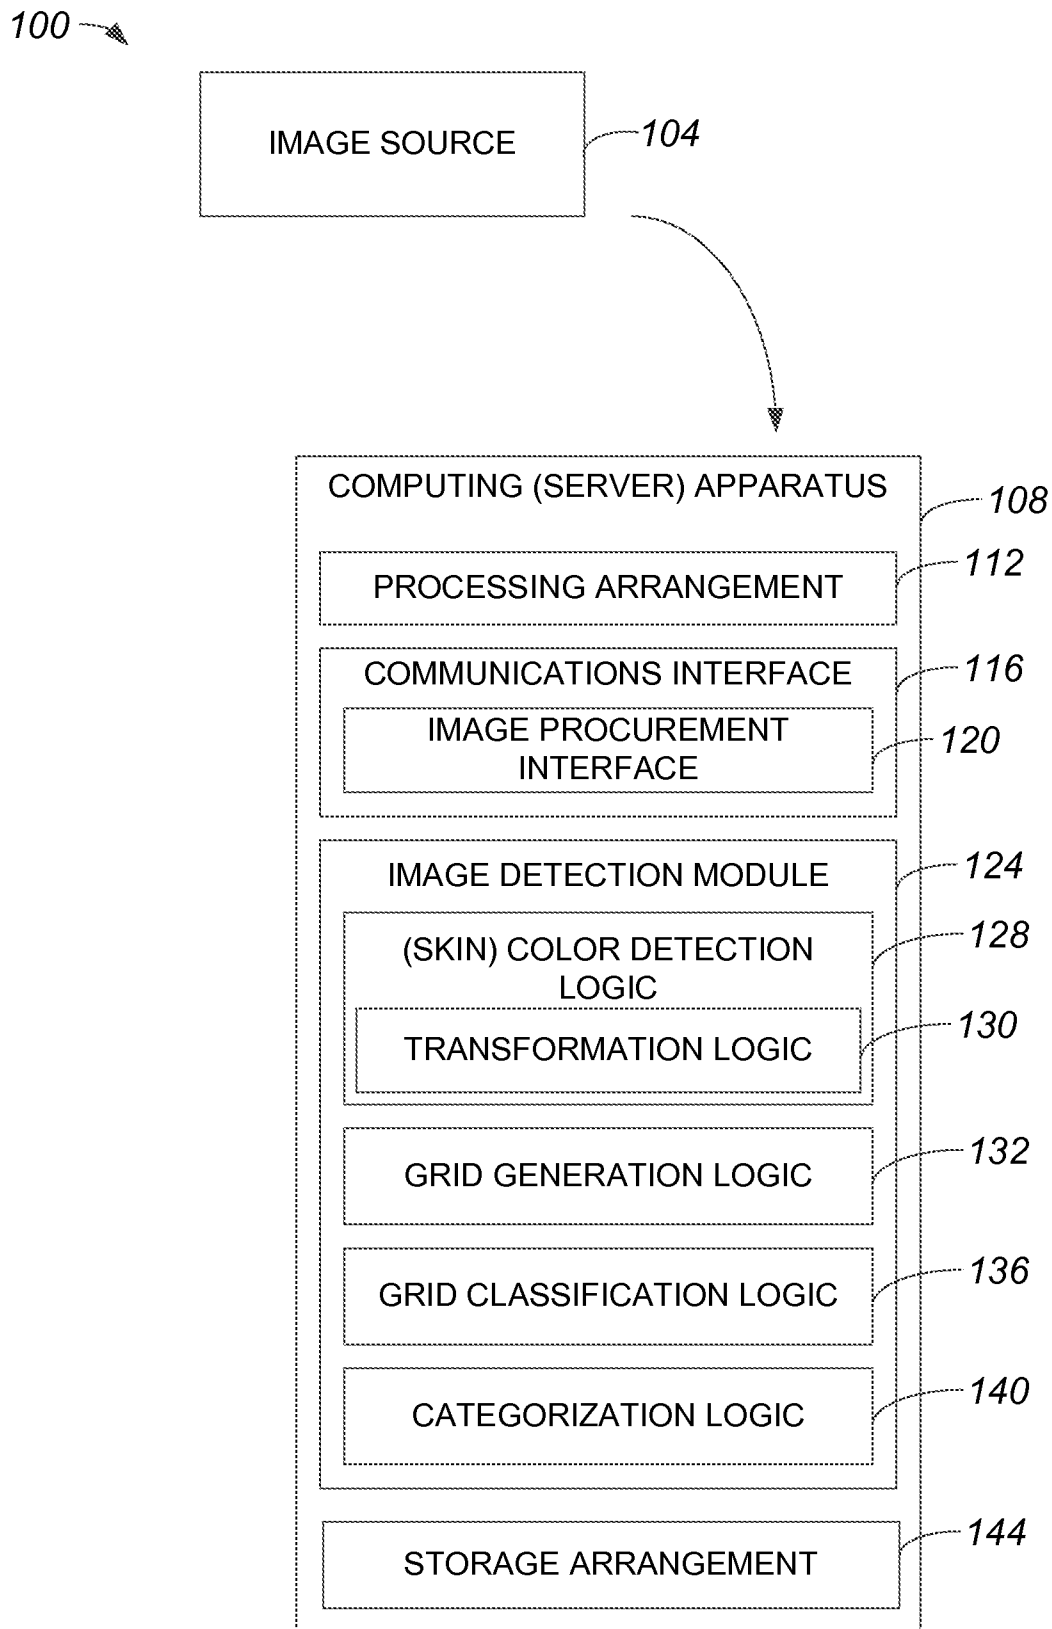 100
IMAGE SOURCE
104
COMPUTING (SERVER) APPARATUS
108
PROCESSING ARRANGEMENT
112
COMMUNICATIONS INTERFACE
116
IMAGE PROCUREMENT
INTERFACE
120
IMAGE DETECTION MODULE
124
(SKIN) COLOR DETECTION
LOGIC
128
TRANSFORMATION LOGIC
130
GRID GENERATION LOGIC
132
GRID CLASSIFICATION LOGIC
136
CATEGORIZATION LOGIC
140
STORAGE ARRANGEMENT
144